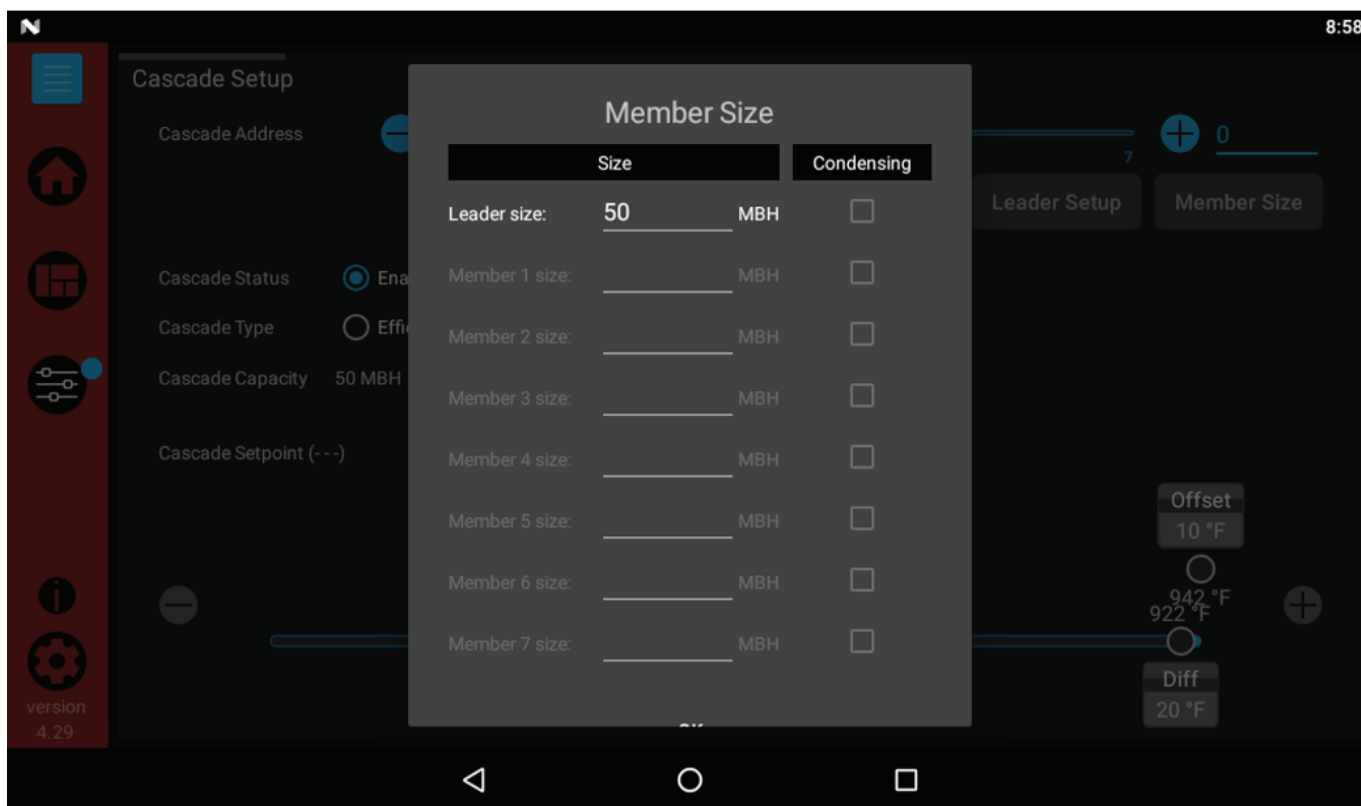 8:58
Cascade Setup
Cascade Address
7
0
Leader Setup
Member Size
Cascade Status
Ena
Cascade Type
Effi
Cascade Capacity
50 MBH
Cascade Setpoint (---)
Member Size
Size
Condensing
Leader size:
50
MBH
Member 1 size:
MBH
Member 2 size:
MBH
Member 3 size:
MBH
Member 4 size:
MBH
Member 5 size:
MBH
Member 6 size:
MBH
Member 7 size:
MBH
Offset
10 °F
942 °F
922 °F
Diff
20 °F
version
4.29